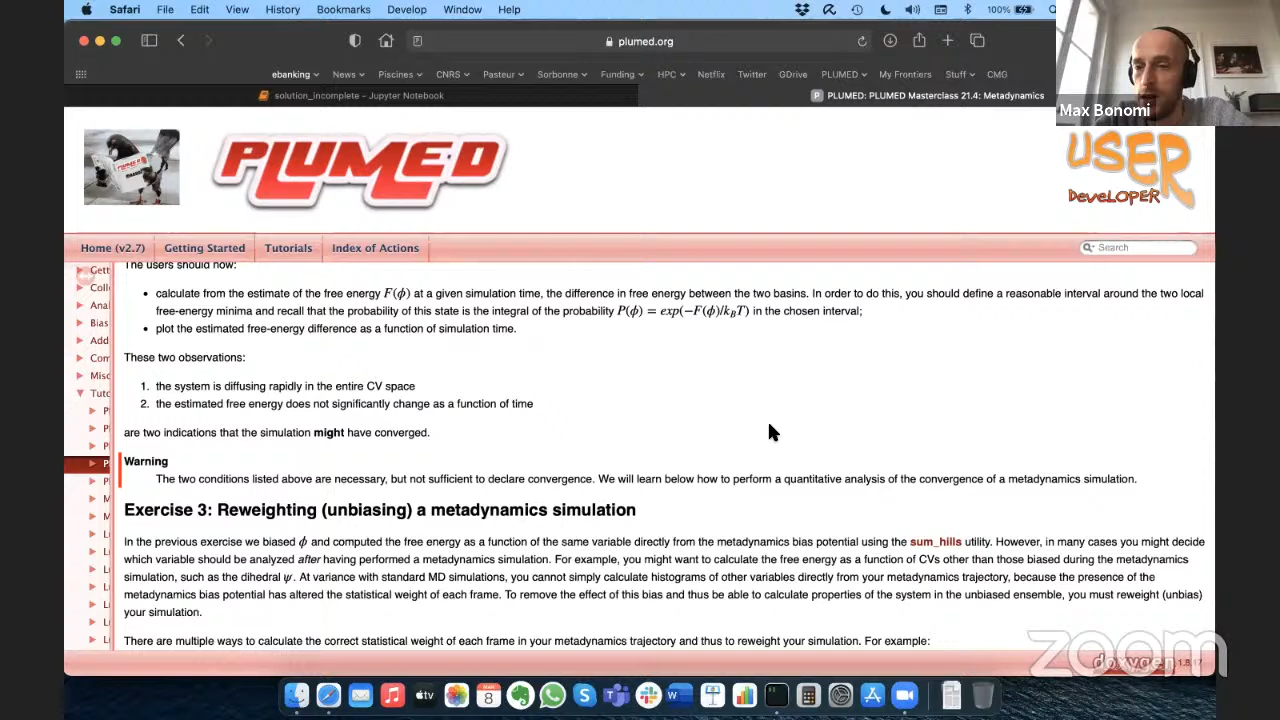 Safari File Edit View History Bookmarks Develop Window Help 100%
plumed.org
ebanking News Piscines CNRS Pasteur Sorbonne Funding HPC Netflix Twitter GDrive PLUMED My Frontiers Stuff CMG
solution_incomplete – Jupyter Notebook P PLUMED: PLUMED Masterclass 21.4: Metadynamics
Max Bonomi
PLUMED
USER
DEVELOPER
Home (v2.7) Getting Started Tutorials Index of Actions Search
Gett
Coll
Anal
Bias
Add
Com
Misc
Tuto
The users should now:
• calculate from the estimate of the free energy F(ϕ) at a given simulation time, the difference in free energy between the two basins. In order to do this, you should define a reasonable interval around the two local
free-energy minima and recall that the probability of this state is the integral of the probability P(ϕ) = exp(−F(ϕ)/k_BT) in the chosen interval;
• plot the estimated free-energy difference as a function of simulation time.
These two observations:
1. the system is diffusing rapidly in the entire CV space
2. the estimated free energy does not significantly change as a function of time
are two indications that the simulation might have converged.
Warning
The two conditions listed above are necessary, but not sufficient to declare convergence. We will learn below how to perform a quantitative analysis of the convergence of a metadynamics simulation.
Exercise 3: Reweighting (unbiasing) a metadynamics simulation
In the previous exercise we biased ϕ and computed the free energy as a function of the same variable directly from the metadynamics bias potential using the sum_hills utility. However, in many cases you might decide
which variable should be analyzed after having performed a metadynamics simulation. For example, you might want to calculate the free energy as a function of CVs other than those biased during the metadynamics
simulation, such as the dihedral ψ. At variance with standard MD simulations, you cannot simply calculate histograms of other variables directly from your metadynamics trajectory, because the presence of the
metadynamics bias potential has altered the statistical weight of each frame. To remove the effect of this bias and thus be able to calculate properties of the system in the unbiased ensemble, you must reweight (unbias)
your simulation.
There are multiple ways to calculate the correct statistical weight of each frame in your metadynamics trajectory and thus to reweight your simulation. For example:
zoom
doxygen 1.8.17
tv
8